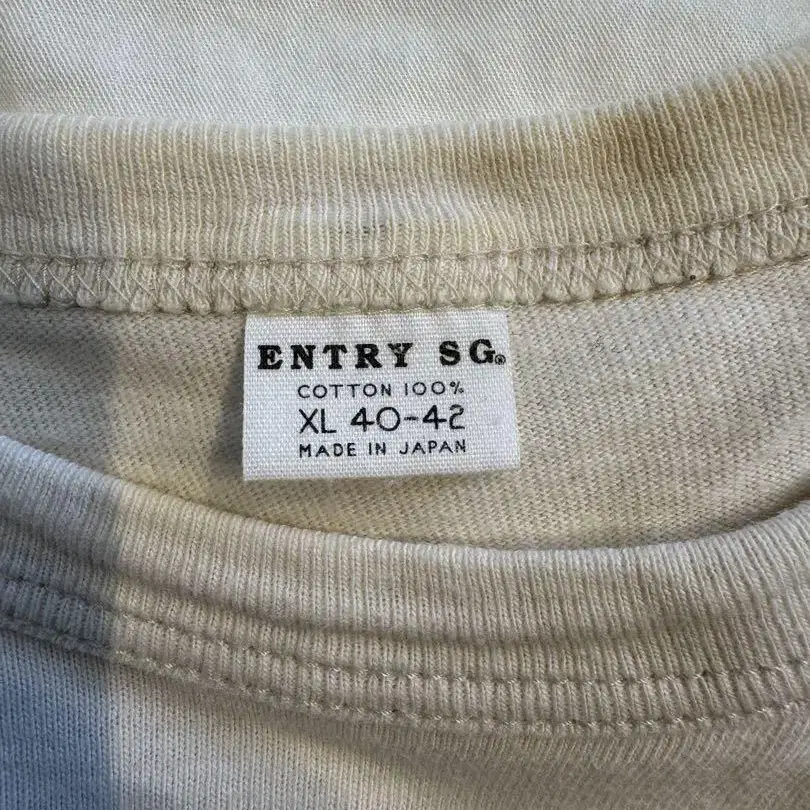 ENTRY SG®
COTTON 100%
XL 40-42
MADE IN JAPAN